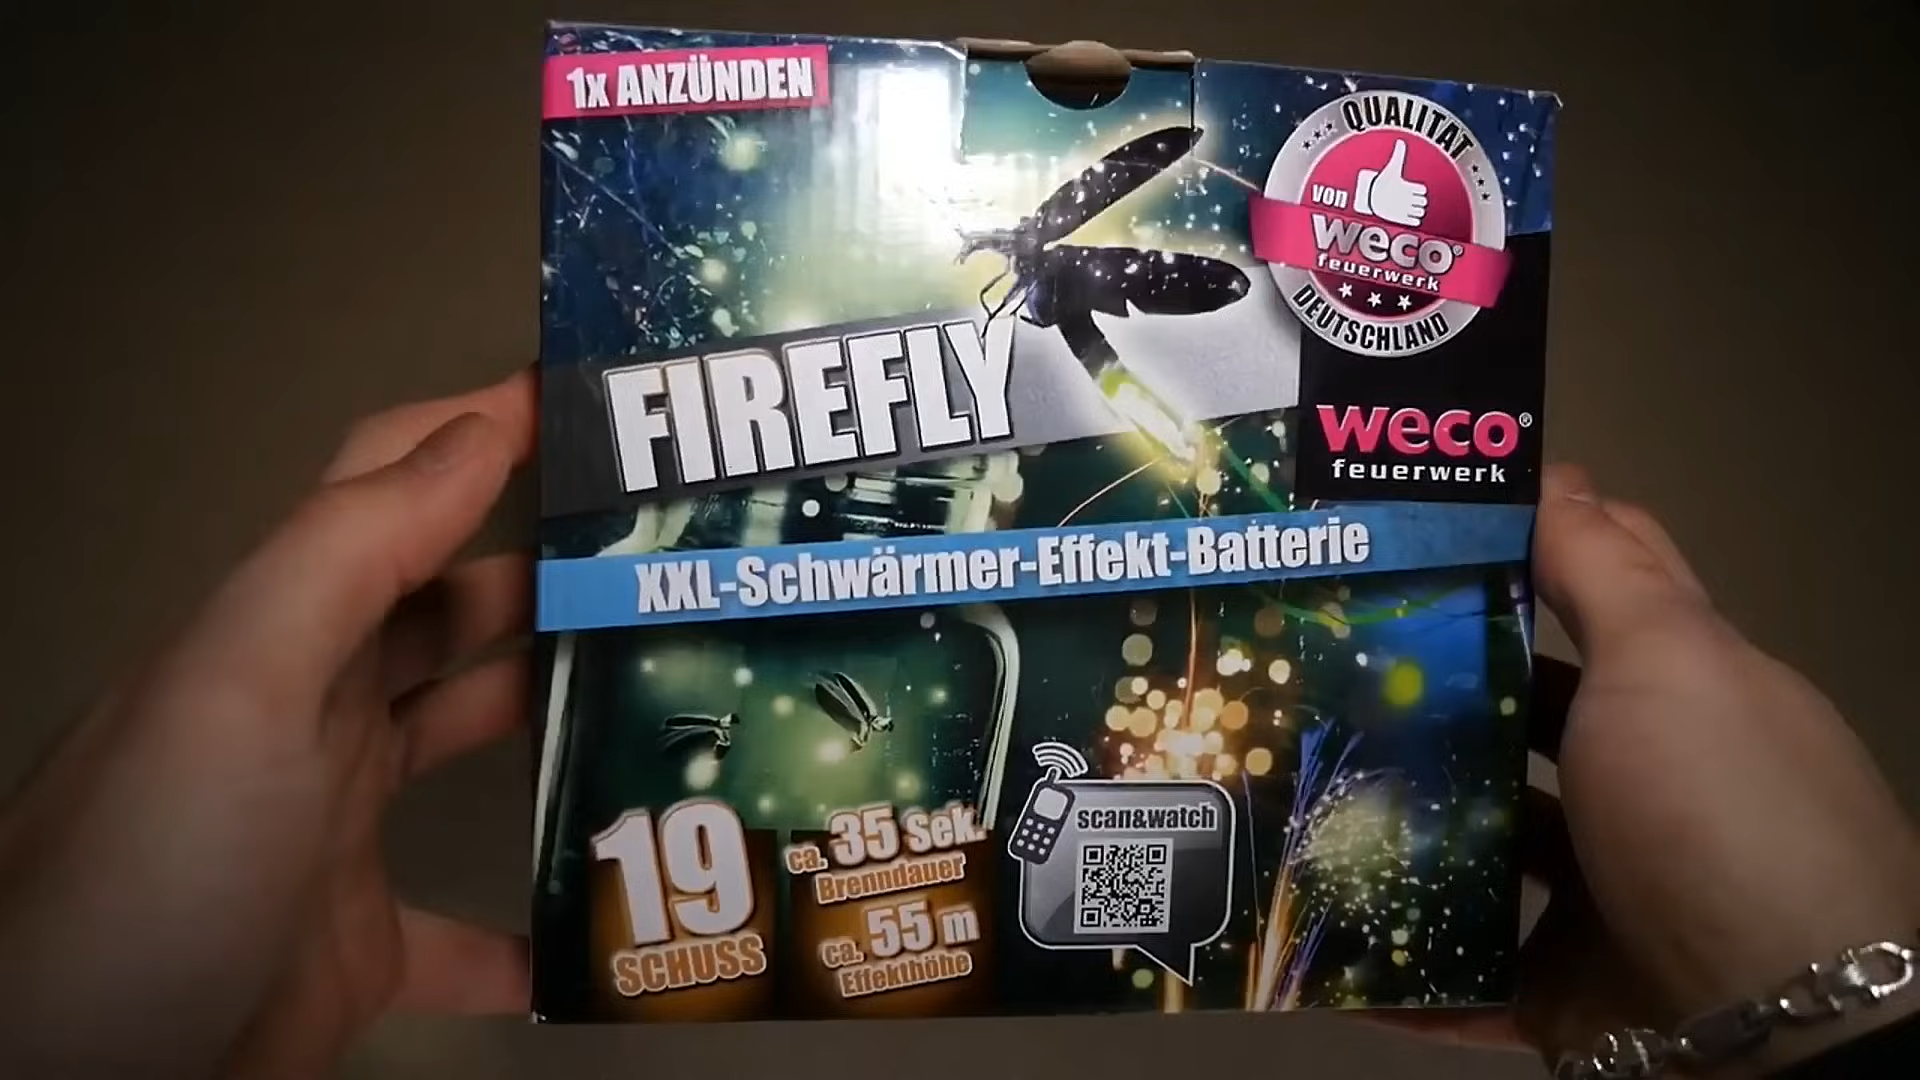 1x ANZÜNDEN
QUALITÄT
von
weco®
feuerwerk
DEUTSCHLAND
FIREFLY
weco®
feuerwerk
XXL-Schwärmer-Effekt-Batterie
19
SCHUSS
ca. 35 Sek.
Brenndauer
ca. 55 m
Effekthöhe
scan&watch